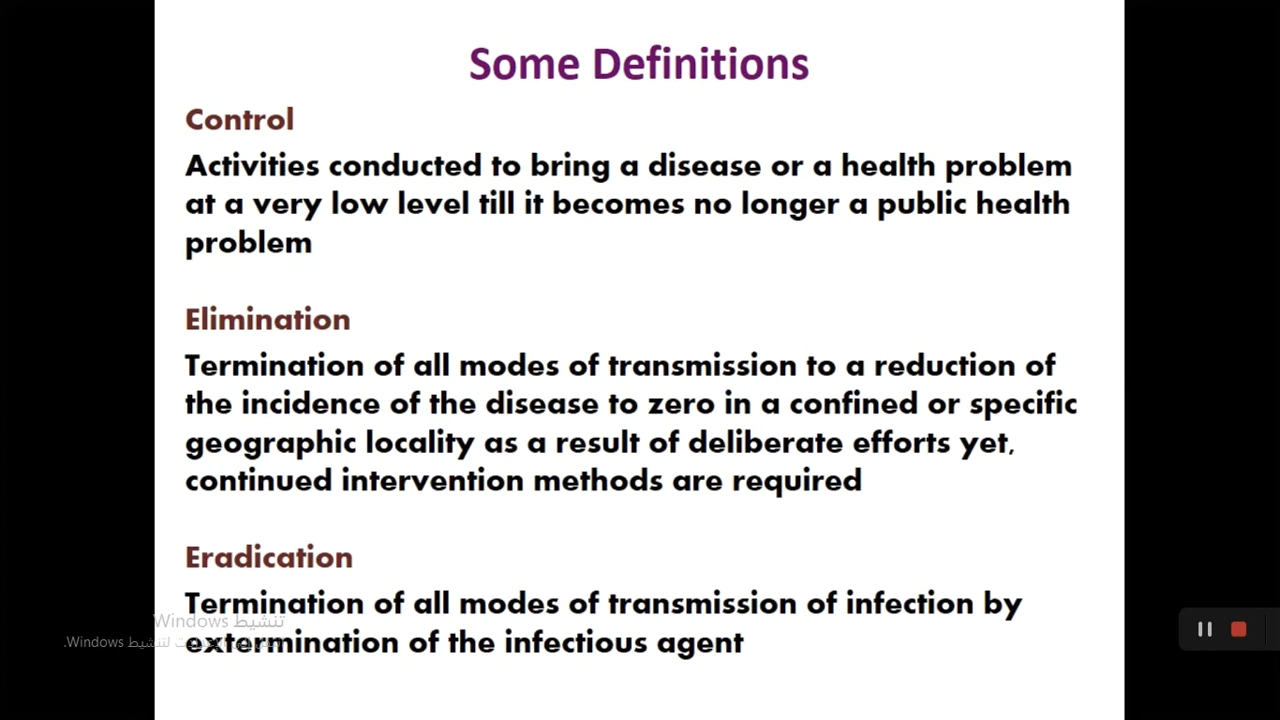 Some Definitions
Control
Activities conducted to bring a disease or a health problem
at a very low level till it becomes no longer a public health
problem
Elimination
Termination of all modes of transmission to a reduction of
the incidence of the disease to zero in a confined or specific
geographic locality as a result of deliberate efforts yet,
continued intervention methods are required
Eradication
Termination of all modes of transmission of infection by
تنشيط Windows
extermination of the infectious agent
لتنشيط Windows.